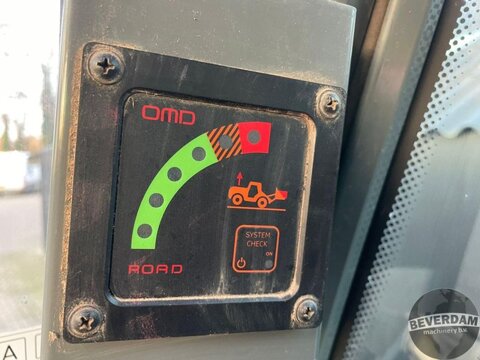 OMD
SYSTEM
CHECK
ON
ROAD
A
BEVERDAM
machinery b.v.